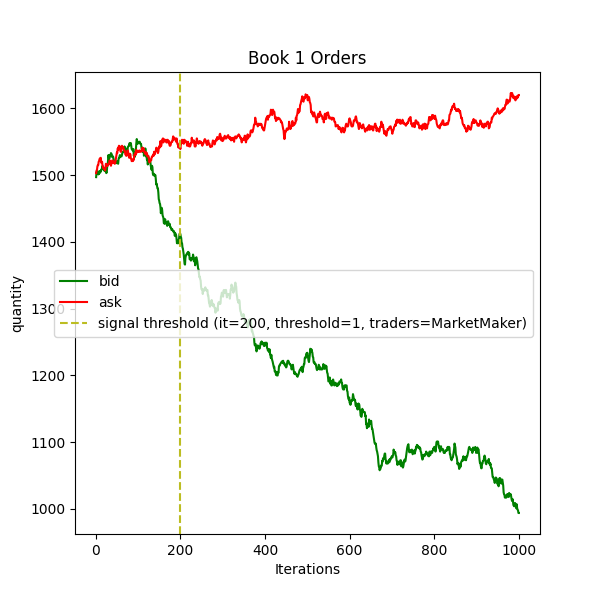 Book 1 Orders
quantity
1600
1500
1400
1300
1200
1100
1000
bid
ask
signal threshold (it=200, threshold=1, traders=MarketMaker)
0 200 400 600 800 1000
Iterations